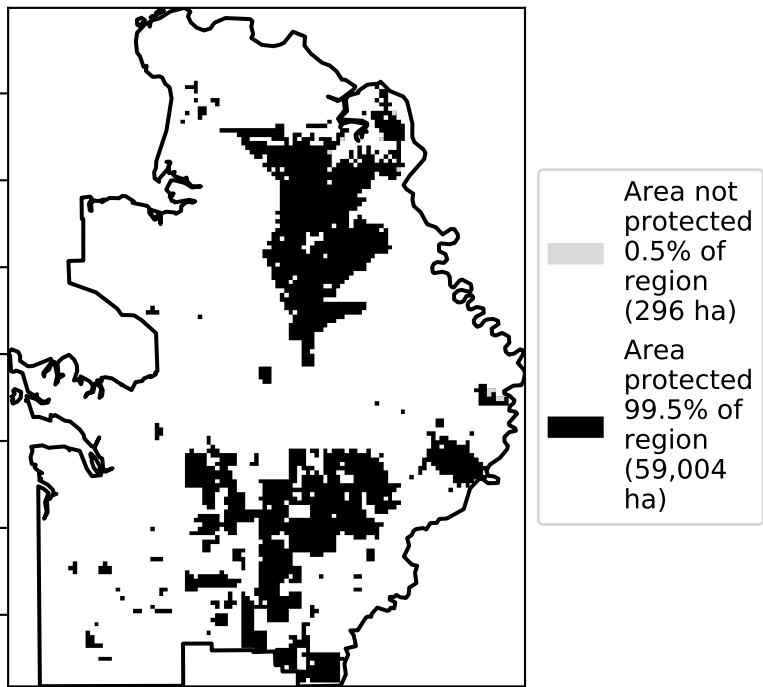 Area not
protected
0.5% of
region
(296 ha)
Area
protected
99.5% of
region
(59,004
ha)